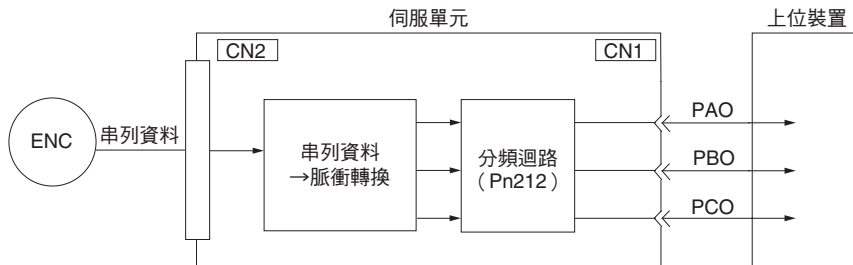 伺服單元
上位裝置
CN2
CN1
ENC
串列資料
串列資料
→脈衝轉換
分頻迴路
（Pn212）
PAO
PBO
PCO